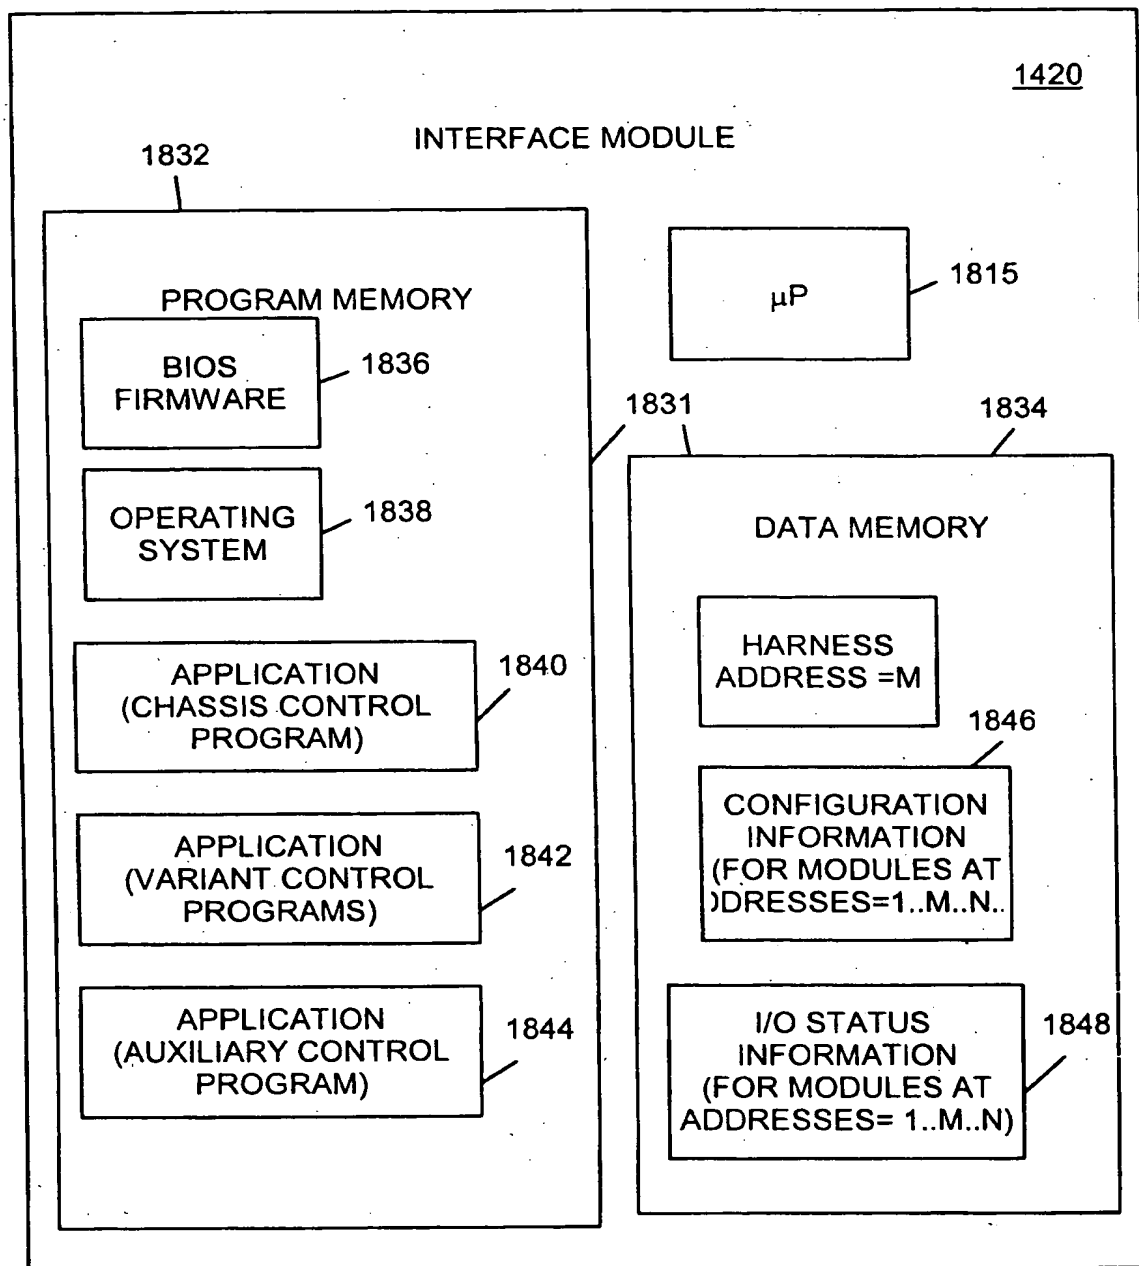 1420
INTERFACE MODULE
1832
PROGRAM MEMORY
BIOS
FIRMWARE
1836
OPERATING
SYSTEM
1838
APPLICATION
(CHASSIS CONTROL
PROGRAM)
1840
APPLICATION
(VARIANT CONTROL
PROGRAMS)
1842
APPLICATION
(AUXILIARY CONTROL
PROGRAM)
1844
µP
1815
1831
1834
DATA MEMORY
HARNESS
ADDRESS =M
1846
CONFIGURATION
INFORMATION
(FOR MODULES AT
DDRESSES=1..M..N..
I/O STATUS
INFORMATION
(FOR MODULES AT
ADDRESSES= 1..M..N)
1848